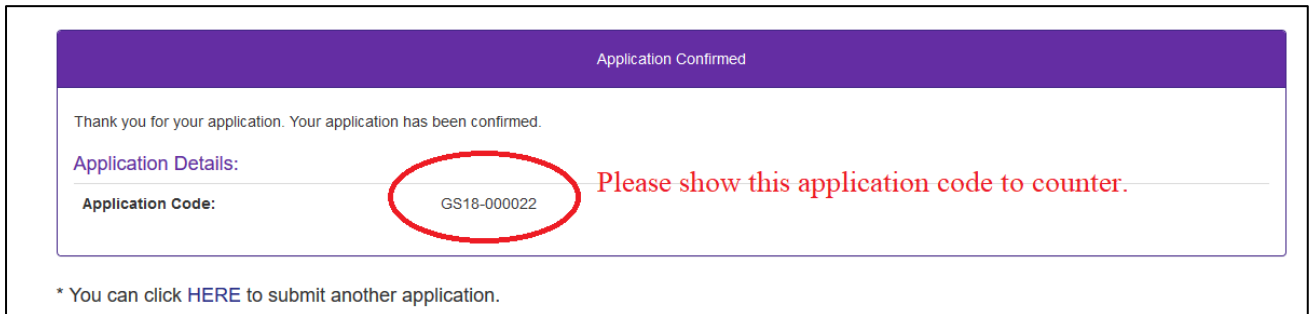 Application Confirmed
Thank you for your application. Your application has been confirmed.
Application Details:
Please show this application code to counter.
Application Code: GS18-000022
* You can click HERE to submit another application.